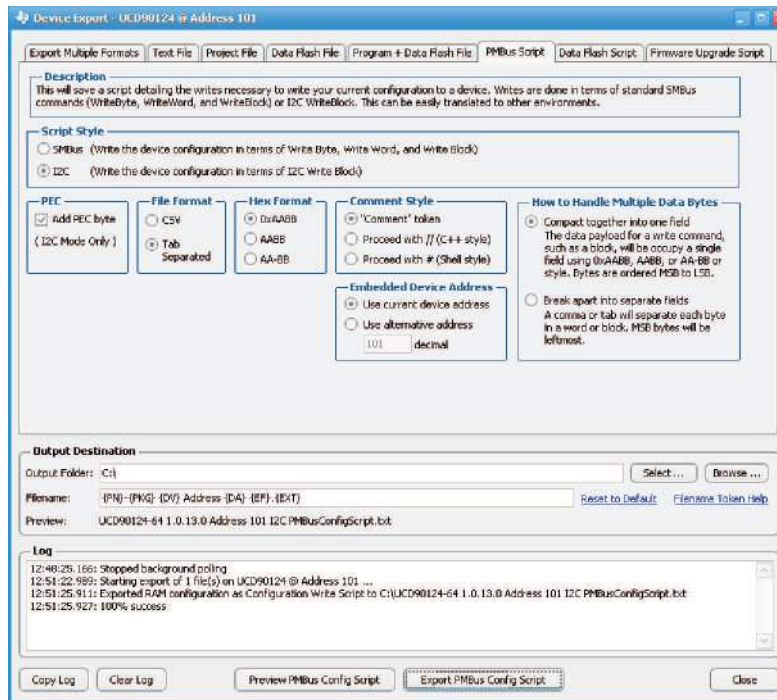 Device Export - UCD90124 @ Address 101
Export Multiple Formats Text File Project File Data Flash File Program + Data Flash File PMBus Script Data Flash Script Firmware Upgrade Script
Description
This will save a script detailing the writes necessary to write your current configuration to a device. Writes are done in terms of standard SMBus
commands (WriteByte, WriteWord, and WriteBlock) or I2C WriteBlock. This can be easily translated to other environments.
Script Style
SMBus (Write the device configuration in terms of Write Byte, Write Word, and Write Block)
I2C (Write the device configuration in terms of I2C Write Block)
PEC
Add PEC byte
( I2C Mode Only )
File Format
CSV
Tab
Separated
Hex Format
0xAABB
AABB
AA-BB
Comment Style
"Comment" token
Proceed with // (C++ style)
Proceed with # (Shell style)
Embedded Device Address
Use current device address
Use alternative address
101 decimal
How to Handle Multiple Data Bytes
Compact together into one field
The data payload for a write command,
such as a block, will be occupy a single
field using 0xAABB, AABB, or AA-BB or
style. Bytes are ordered MSB to LSB.
Break apart into separate fields
A comma or tab will separate each byte
in a word or block. MSB bytes will be
leftmost.
Output Destination
Output Folder: C:\ Select ... Browse ...
Filename: {PN}-{PKG} {DV} Address {DA} {EF}.{EXT} Reset to Default Filename Token Help
Preview: UCD90124-64 1.0.13.0 Address 101 I2C PMBusConfigScript.txt
Log
12:48:25.166: Stopped background polling
12:51:22.989: Starting export of 1 file(s) on UCD90124 @ Address 101 ...
12:51:25.911: Exported RAM configuration as Configuration Write Script to C:\UCD90124-64 1.0.13.0 Address 101 I2C PMBusConfigScript.txt
12:51:25.927: 100% success
Copy Log Clear Log Preview PMBus Config Script Export PMBus Config Script Close